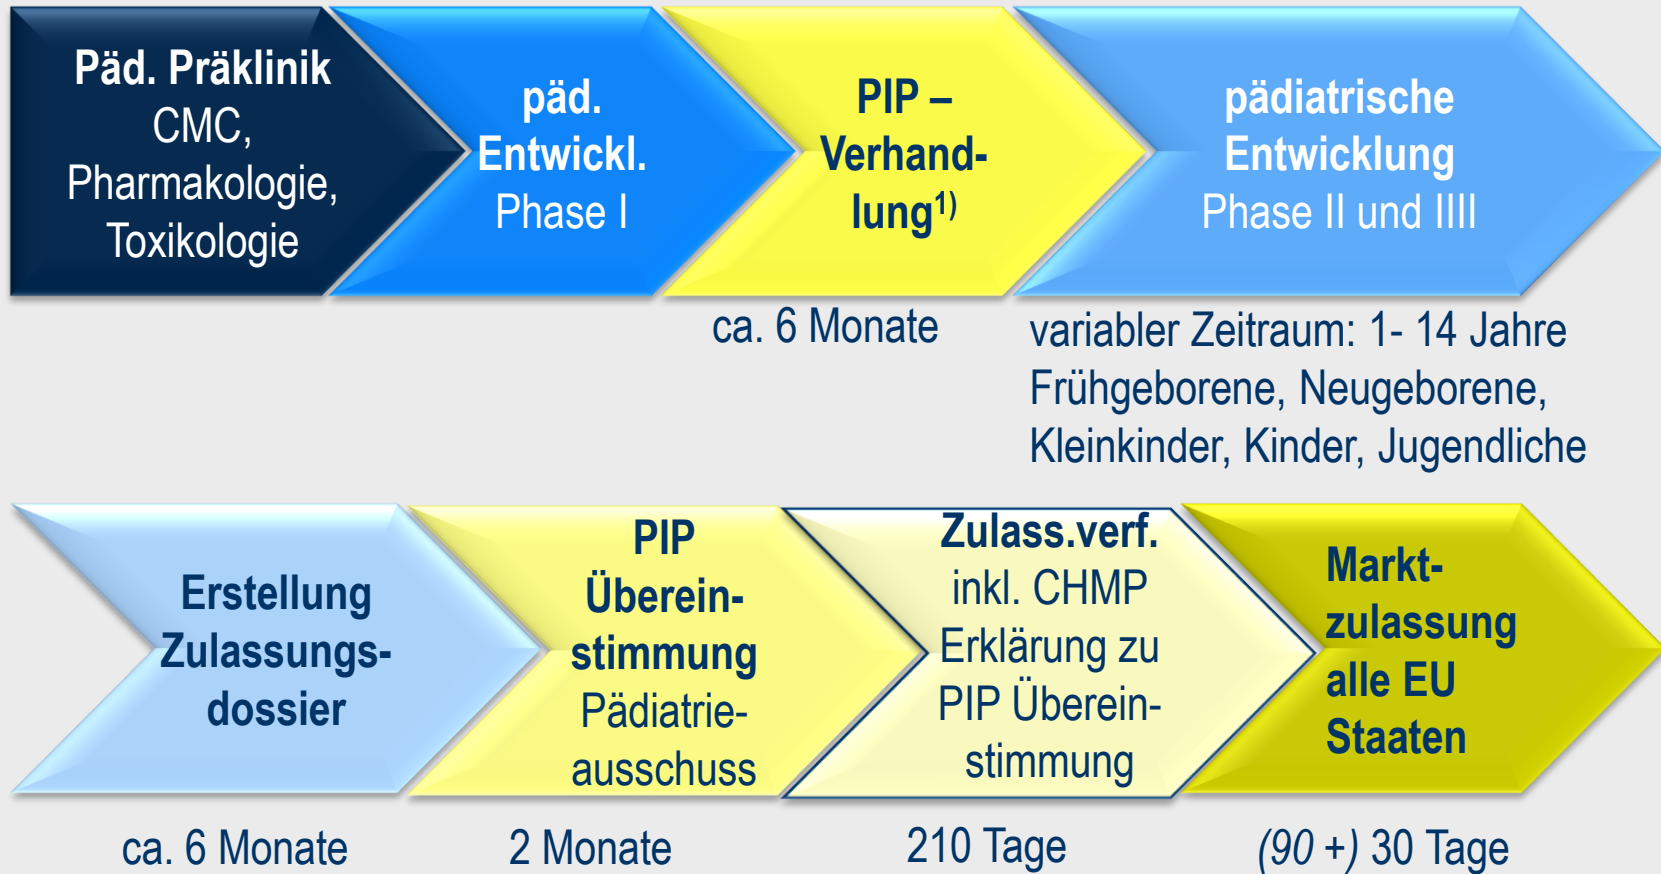 Päd. Präklinik
CMC,
Pharmakologie,
Toxikologie
päd.
Entwickl.
Phase I
PIP –
Verhand-
lung1)
pädiatrische
Entwicklung
Phase II und IIII
ca. 6 Monate
variabler Zeitraum: 1- 14 Jahre
Frühgeborene, Neugeborene,
Kleinkinder, Kinder, Jugendliche
Erstellung
Zulassungs-
dossier
PIP
Überein-
stimmung
Pädiatrie-
ausschuss
Zulass.verf.
inkl. CHMP
Erklärung zu
PIP Überein-
stimmung
Markt-
zulassung
alle EU
Staaten
ca. 6 Monate
2 Monate
210 Tage
(90 +) 30 Tage